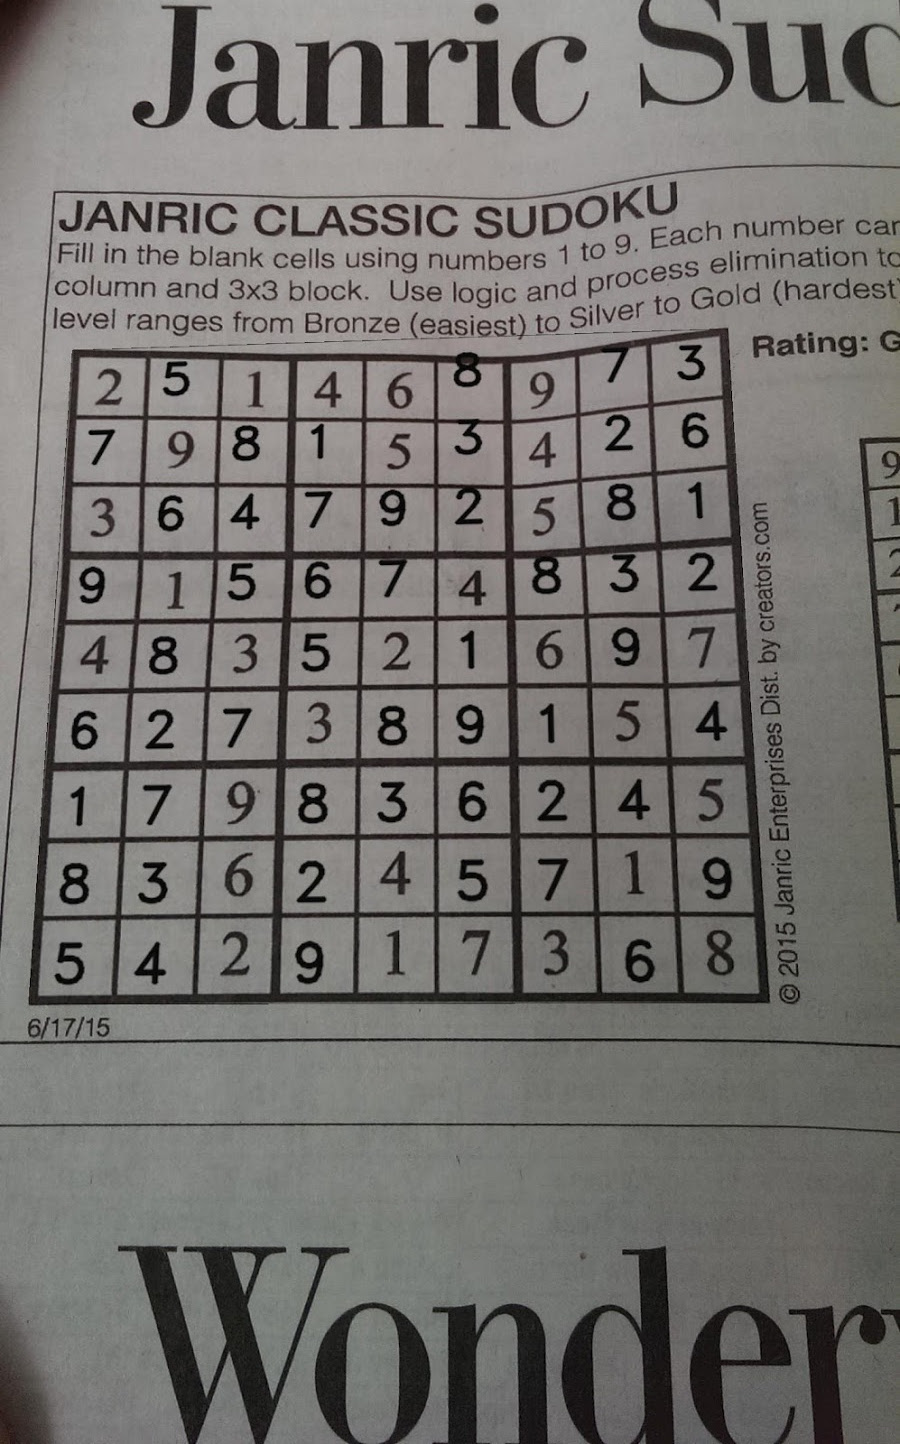 Janric Suc
JANRIC CLASSIC SUDOKU
Fill in the blank cells using numbers 1 to 9. Each number can
column and 3x3 block. Use logic and process elimination to
level ranges from Bronze (easiest) to Silver to Gold (hardest)
Rating: G
2 5 1 4 6 8 9 7 3
7 9 8 1 5 3 4 2 6
3 6 4 7 9 2 5 8 1
9 1 5 6 7 4 8 3 2
4 8 3 5 2 1 6 9 7
6 2 7 3 8 9 1 5 4
1 7 9 8 3 6 2 4 5
8 3 6 2 4 5 7 1 9
5 4 2 9 1 7 3 6 8
© 2015 Janric Enterprises Dist. by creators.com
9
1
2
6/17/15
Wonder